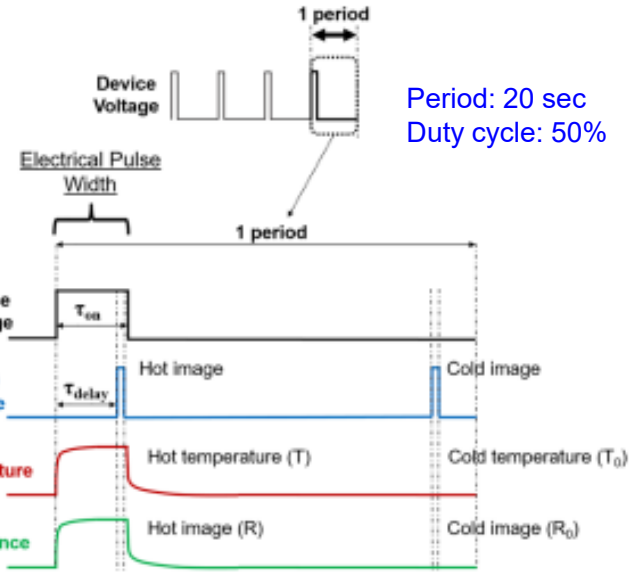 1 period
Device
Voltage
Period: 20 sec
Duty cycle: 50%
Electrical Pulse
Width
1 period
τon
Hot image
Cold image
τdelay
Hot temperature (T)
Cold temperature (T₀)
Hot image (R)
Cold image (R₀)